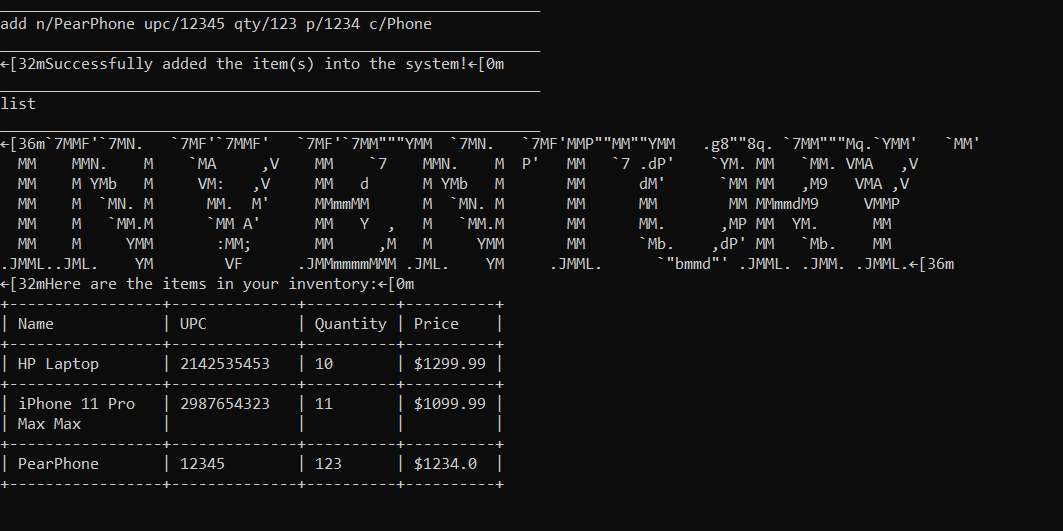 add n/PearPhone upc/12345 qty/123 p/1234 c/Phone
←[32mSuccessfully added the item(s) into the system!←[0m
list
←[36m`7MMF'`7MN.   `7MF'`7MMF'   `7MF'`7MM"""YMM  `7MN.   `7MF'MMP""MM""YMM   .g8""8q. `7MM"""Mq.`YMM'   `MM'
  MM    MMN.    M    `MA     ,V    MM    `7    MMN.    M  P'   MM   `7 .dP'    `YM. MM   `MM. VMA   ,V
  MM    M YMb   M     VM:   ,V     MM   d      M YMb   M       MM      dM'      `MM MM   ,M9   VMA ,V
  MM    M  `MN. M      MM.  M'     MMmmMM      M  `MN. M       MM      MM        MM MMmmdM9     VMMP
  MM    M   `MM.M      `MM A'      MM   Y  ,   M   `MM.M       MM      MM.      ,MP MM  YM.      MM
  MM    M     YMM       :MM;       MM     ,M   M     YMM       MM      `Mb.    ,dP' MM   `Mb.    MM
.JMML..JML.    YM        VF      .JMMmmmmMMM .JML.    YM     .JMML.      `"bmmd"' .JMML. .JMM. .JMML.←[36m
←[32mHere are the items in your inventory:←[0m
+-----------------+--------------+----------+----------+
| Name            | UPC          | Quantity | Price    |
+-----------------+--------------+----------+----------+
| HP Laptop       | 2142535453   | 10       | $1299.99 |
+-----------------+--------------+----------+----------+
| iPhone 11 Pro   | 2987654323   | 11       | $1099.99 |
| Max Max         |              |          |          |
+-----------------+--------------+----------+----------+
| PearPhone       | 12345        | 123      | $1234.0  |
+-----------------+--------------+----------+----------+